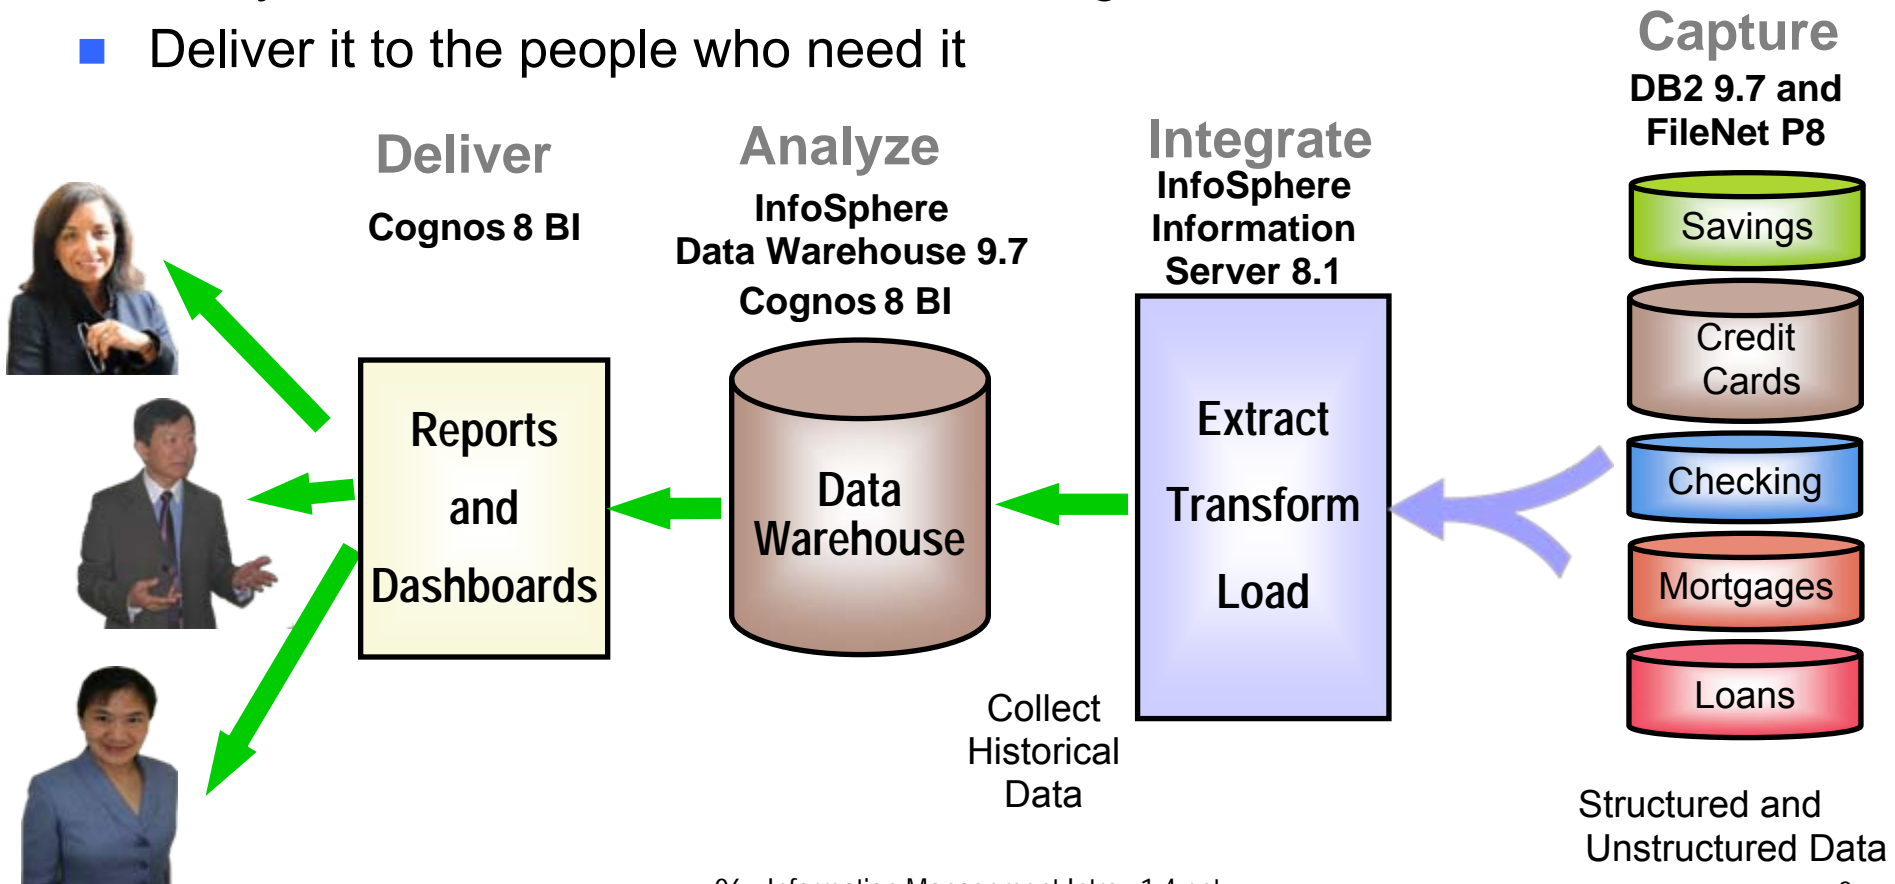 Deliver it to the people who need it
Capture
DB2 9.7 and
FileNet P8
Deliver
Cognos 8 BI
Analyze
InfoSphere
Data Warehouse 9.7
Cognos 8 BI
Integrate
InfoSphere
Information
Server 8.1
Reports
and
Dashboards
Data
Warehouse
Extract
Transform
Load
Savings
Credit
Cards
Checking
Mortgages
Loans
Collect
Historical
Data
Structured and
Unstructured Data